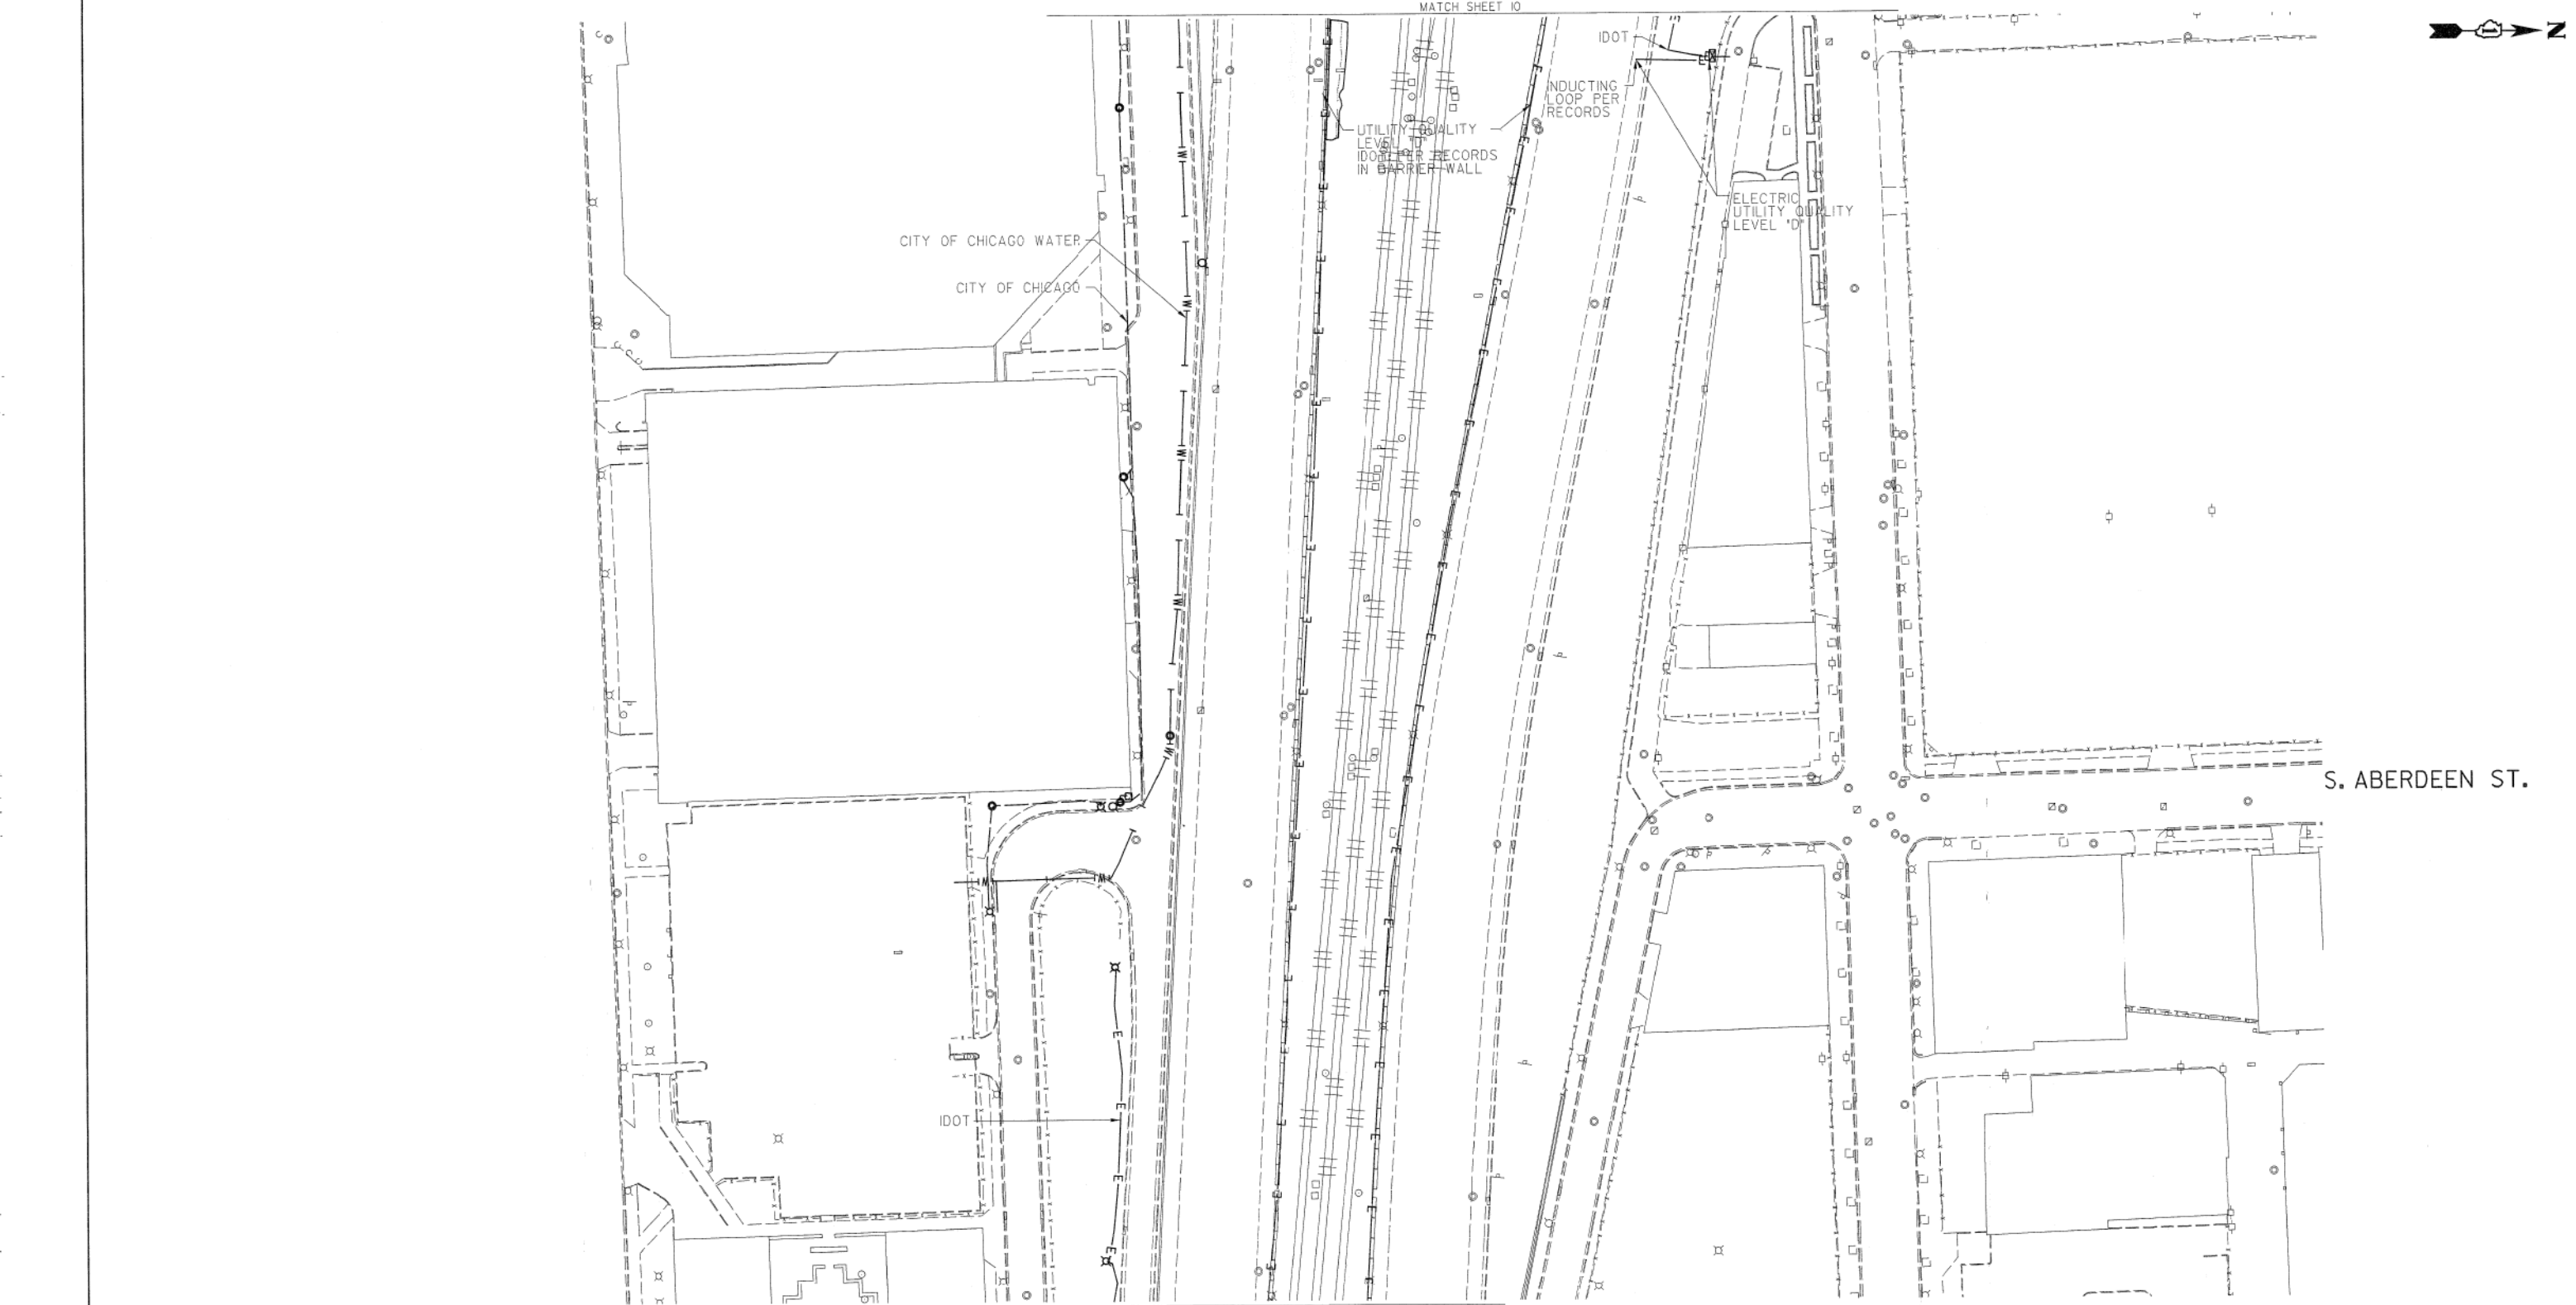 MATCH SHEET 10
N
IDOT
INDUCTING
LOOP PER
RECORDS
UTILITY QUALITY
LEVEL "D"
IDOT PER RECORDS
IN BARRIER WALL
ELECTRIC
UTILITY QUALITY
LEVEL "D"
CITY OF CHICAGO WATER
CITY OF CHICAGO
S. ABERDEEN ST.
IDOT